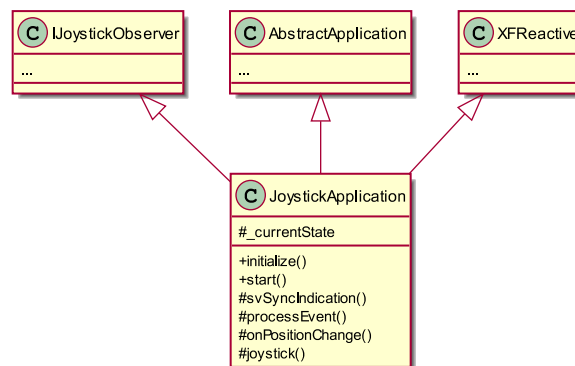 C IJoystickObserver
...
C AbstractApplication
...
C XFReactive
...
C JoystickApplication
#_currentState
+initialize()
+start()
#svSyncIndication()
#processEvent()
#onPositionChange()
#joystick()